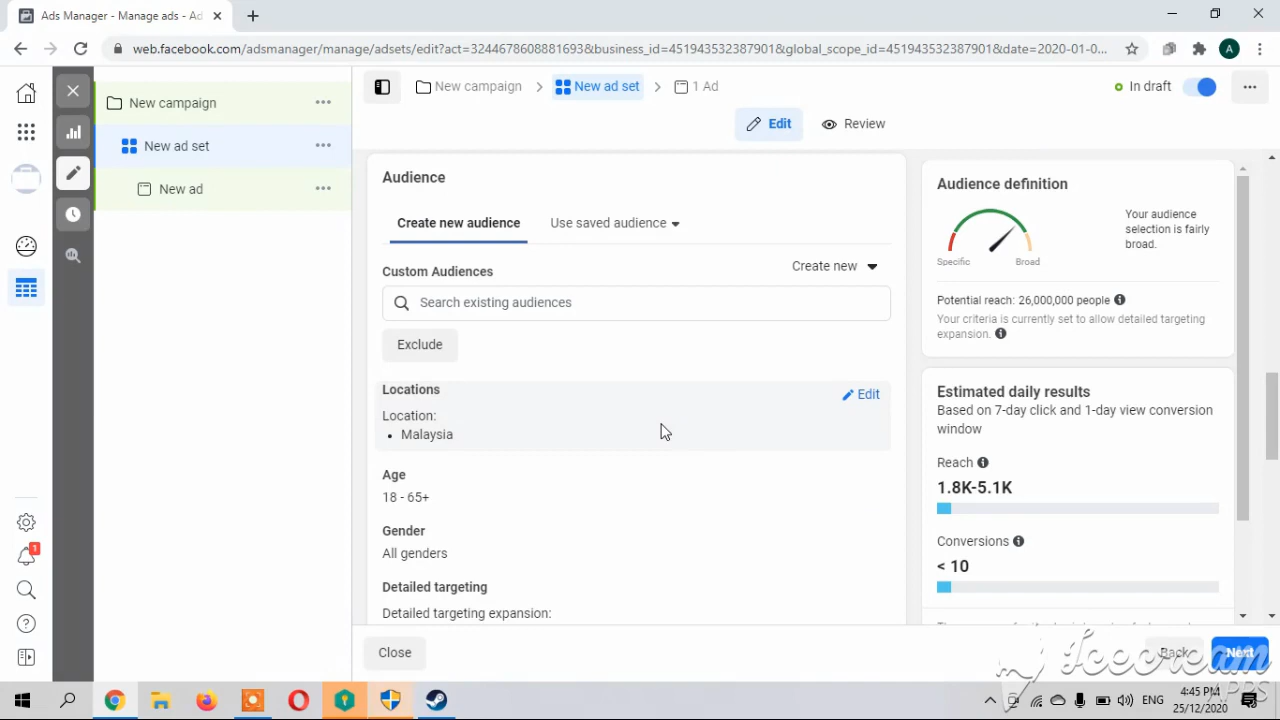 Ads Manager - Manage ads - Ad
web.facebook.com/adsmanager/manage/adsets/edit?act=3244678608881693&business_id=451943532387901&global_scope_id=451943532387901&date=2020-01-0...
A
New campaign
New ad set
New ad
New campaign
New ad set
1 Ad
In draft
Edit
Review
Audience
Create new audience
Use saved audience
Custom Audiences
Create new
Search existing audiences
Exclude
Locations
Edit
Location:
Malaysia
Age
18 - 65+
Gender
All genders
Detailed targeting
Detailed targeting expansion:
Audience definition
Specific
Broad
Your audience
selection is fairly
broad.
Potential reach: 26,000,000 people
Your criteria is currently set to allow detailed targeting
expansion.
Estimated daily results
Based on 7-day click and 1-day view conversion
window
Reach
1.8K-5.1K
Conversions
< 10
Close
Back
Next
Icecream
APPS
1
ENG
4:45 PM
25/12/2020